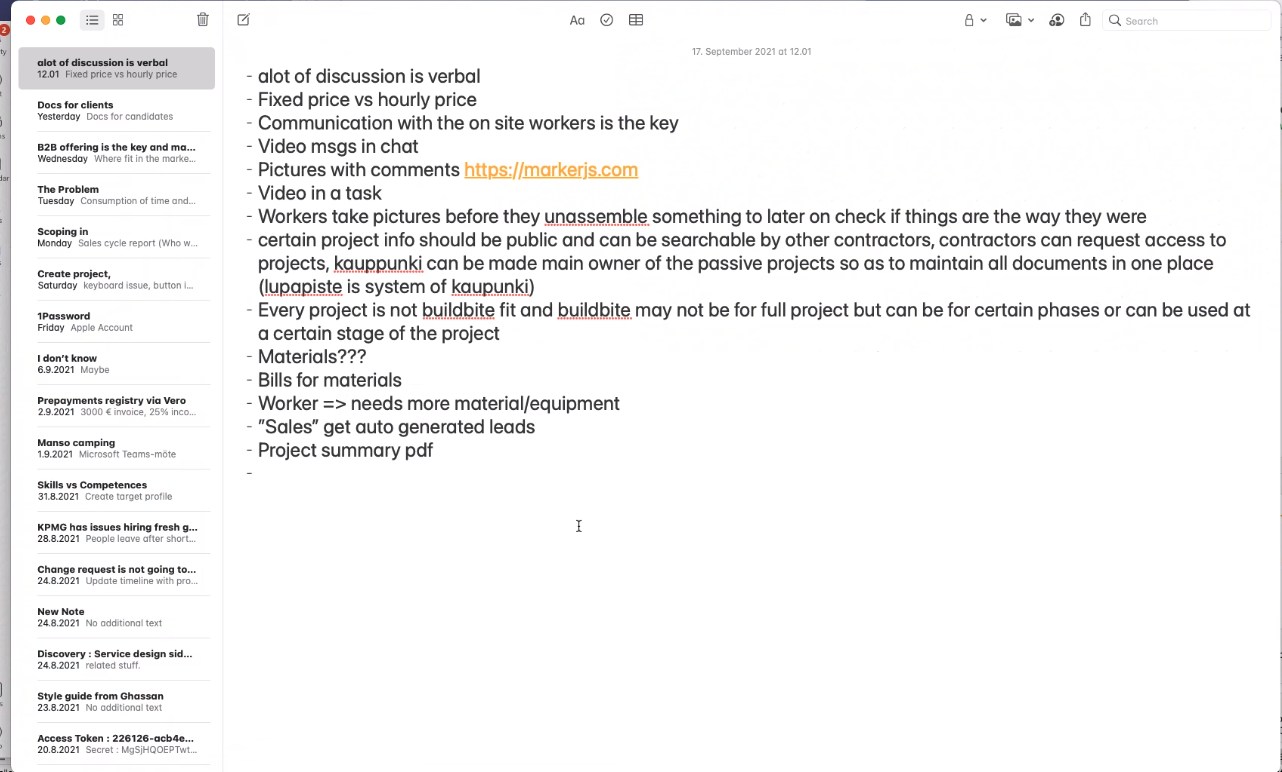 Aa
Search
17. September 2021 at 12.01
alot of discussion is verbal
12.01 Fixed price vs hourly price
Docs for clients
Yesterday Docs for candidates
B2B offering is the key and ma...
Wednesday Where fit in the marke...
The Problem
Tuesday Consumption of time and...
Scoping in
Monday Sales cycle report (Who w...
Create project,
Saturday keyboard issue, button i...
1Password
Friday Apple Account
I don't know
6.9.2021 Maybe
Prepayments registry via Vero
2.9.2021 3000 € invoice, 25% inco...
Manso camping
1.9.2021 Microsoft Teams-möte
Skills vs Competences
31.8.2021 Create target profile
KPMG has issues hiring fresh g...
28.8.2021 People leave after short...
Change request is not going to...
24.8.2021 Update timeline with pro...
New Note
24.8.2021 No additional text
Discovery : Service design sid...
24.8.2021 related stuff.
Style guide from Ghassan
23.8.2021 No additional text
Access Token : 226126-acb4e...
20.8.2021 Secret : MgSjHQOEPTwt...
- alot of discussion is verbal
- Fixed price vs hourly price
- Communication with the on site workers is the key
- Video msgs in chat
- Pictures with comments https://markerjs.com
- Video in a task
- Workers take pictures before they unassemble something to later on check if things are the way they were
- certain project info should be public and can be searchable by other contractors, contractors can request access to
projects, kauppunki can be made main owner of the passive projects so as to maintain all documents in one place
(lupapiste is system of kaupunki)
- Every project is not buildbite fit and buildbite may not be for full project but can be for certain phases or can be used at
a certain stage of the project
- Materials???
- Bills for materials
- Worker => needs more material/equipment
- "Sales" get auto generated leads
- Project summary pdf
-